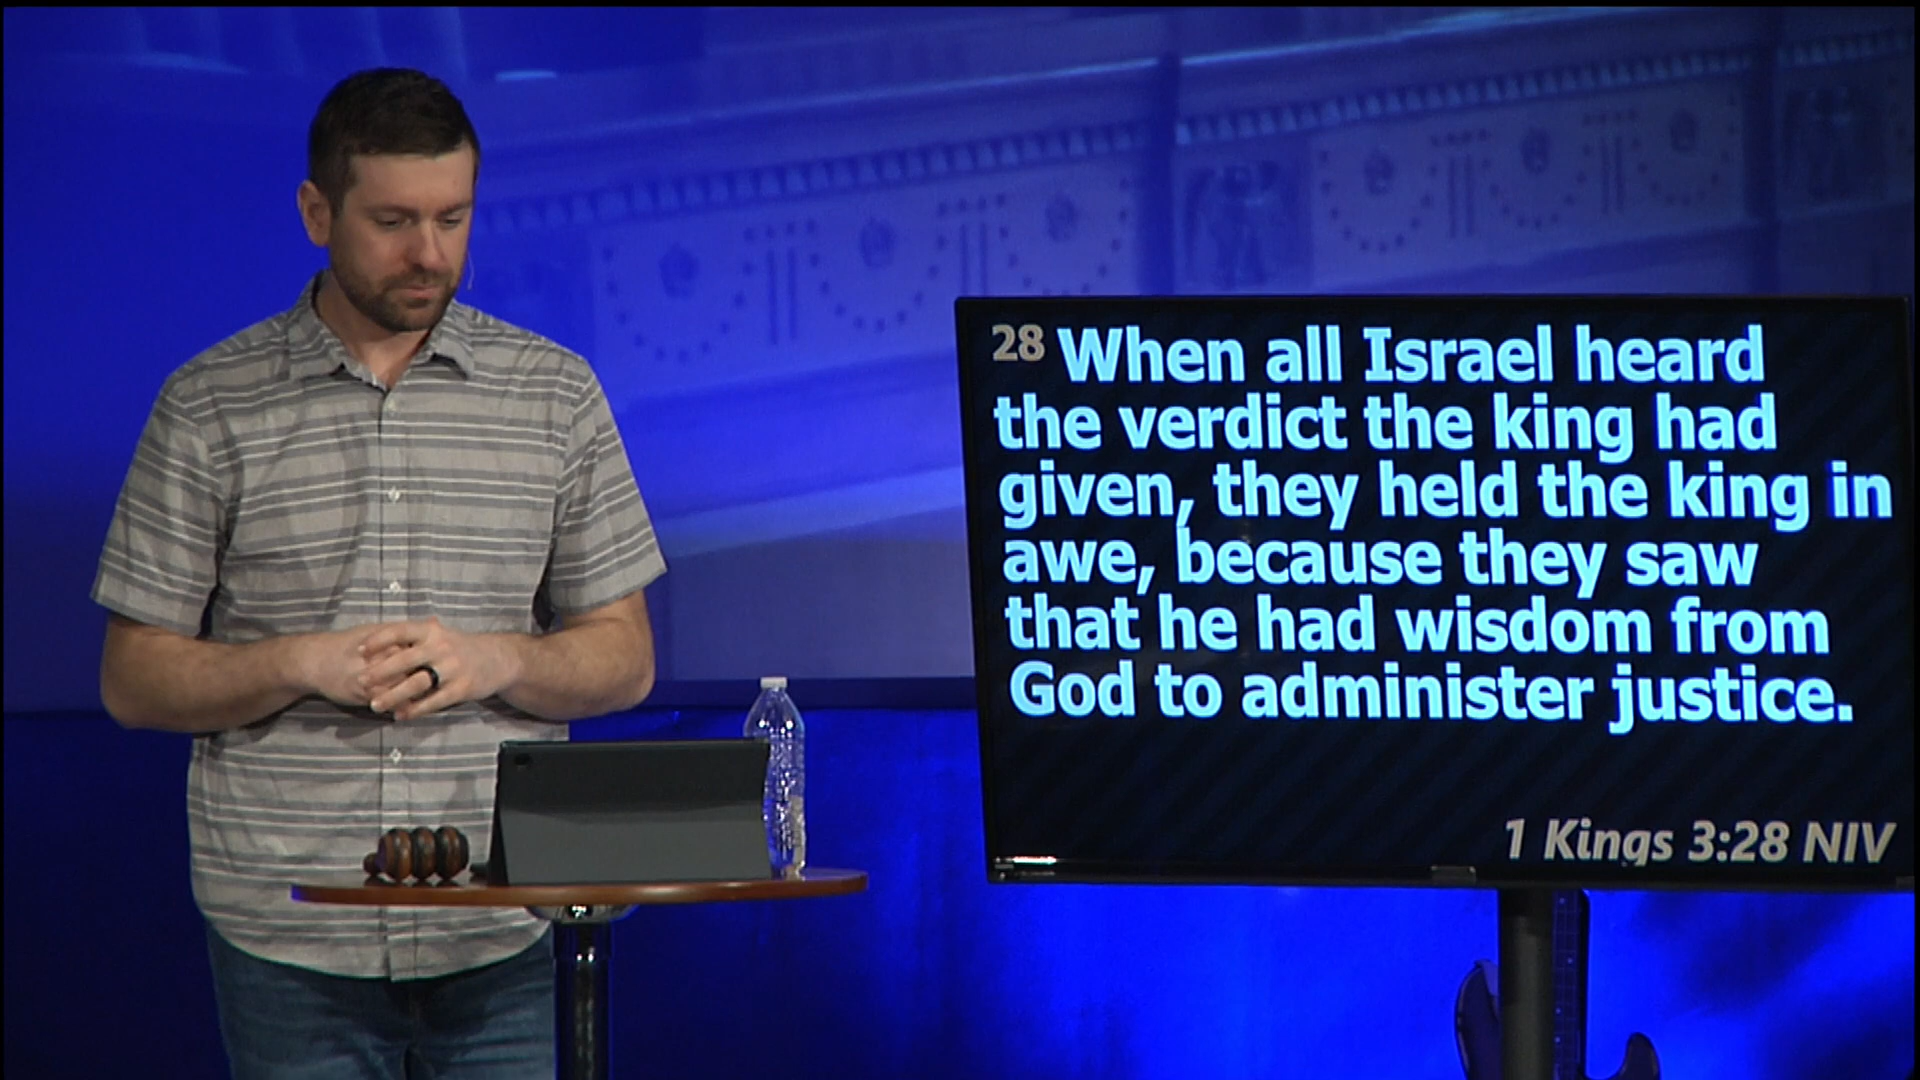 28 When all Israel heard
the verdict the king had
given, they held the king in
awe, because they saw
that he had wisdom from
God to administer justice.
1 Kings 3:28 NIV